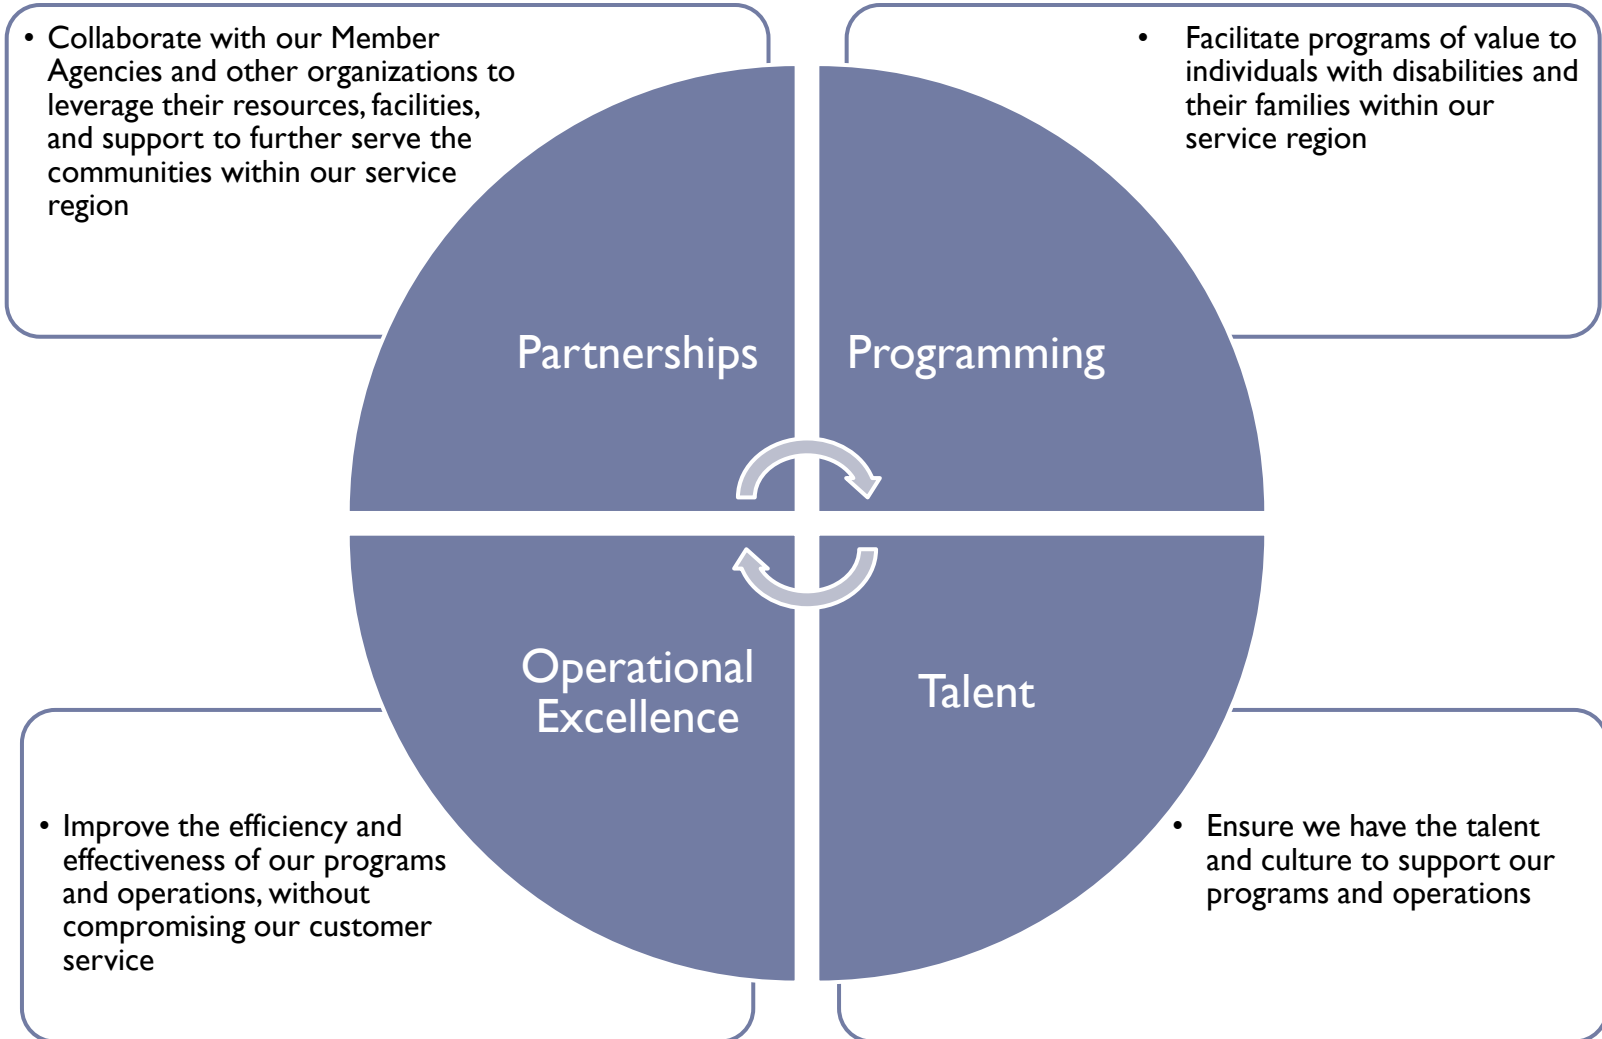 • Collaborate with our Member
Agencies and other organizations to
leverage their resources, facilities,
and support to further serve the
communities within our service
region
• Facilitate programs of value to
individuals with disabilities and
their families within our
service region
Partnerships
Programming
Operational
Excellence
Talent
• Improve the efficiency and
effectiveness of our programs
and operations, without
compromising our customer
service
• Ensure we have the talent
and culture to support our
programs and operations